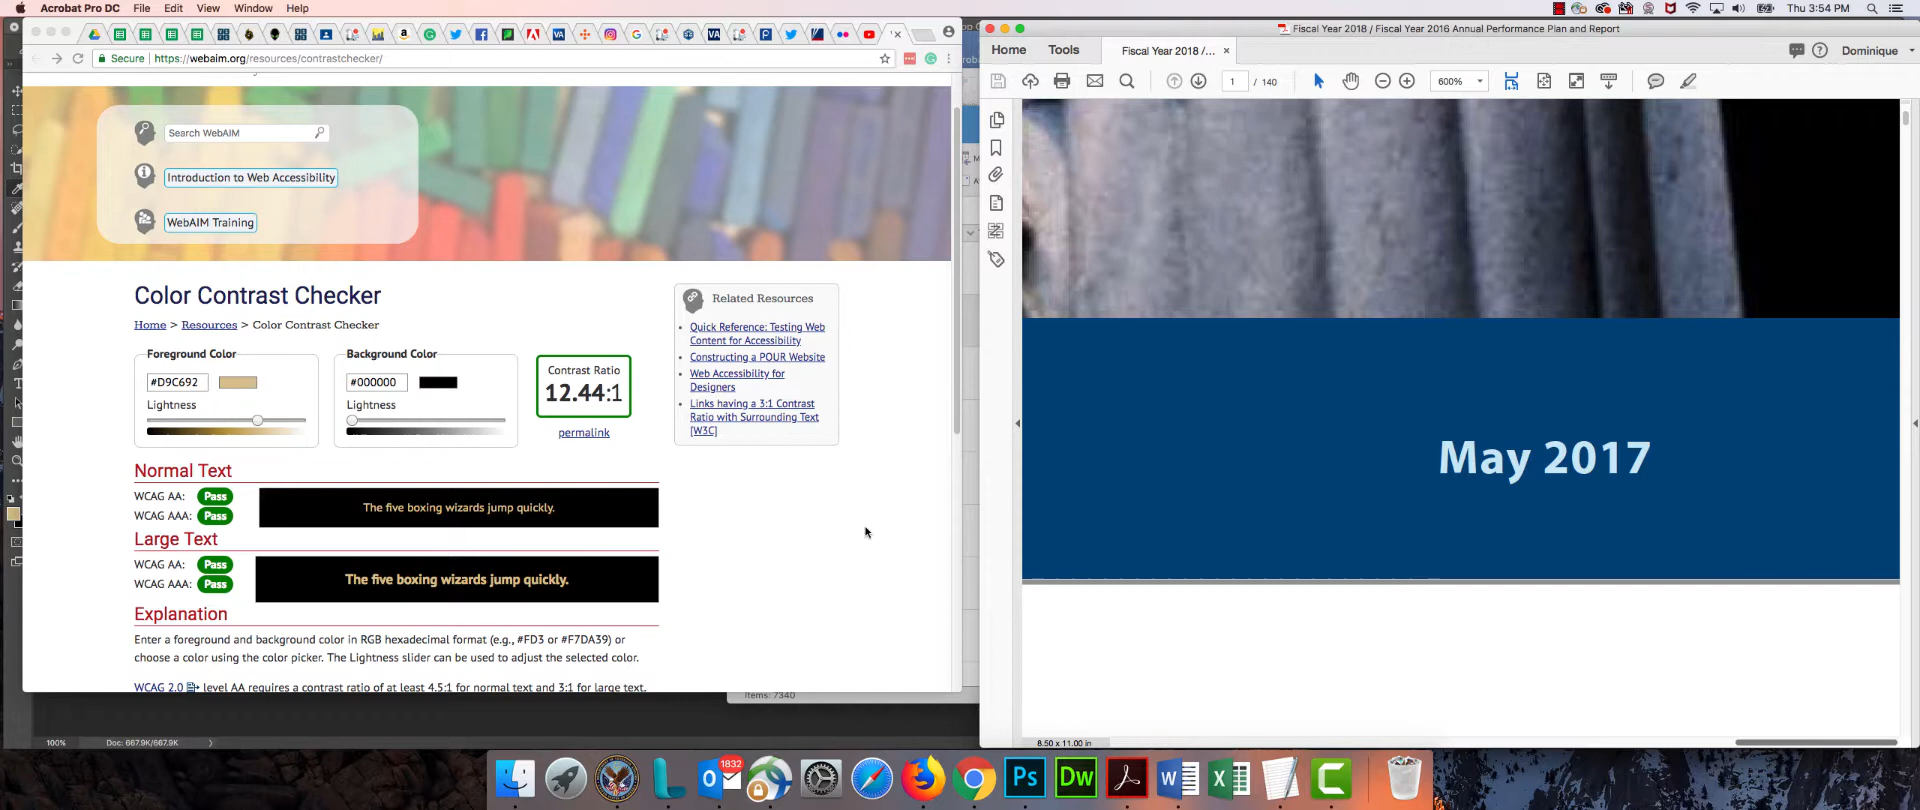 Acrobat Pro DC File Edit View Window Help
Thu 3:54 PM
Secure https://webaim.org/resources/contrastchecker/
Search WebAIM
Introduction to Web Accessibility
WebAIM Training
Color Contrast Checker
Home > Resources > Color Contrast Checker
Foreground Color
#D9C692
Lightness
Background Color
#000000
Lightness
Contrast Ratio
12.44:1
permalink
Normal Text
WCAG AA: Pass
WCAG AAA: Pass
The five boxing wizards jump quickly.
Large Text
WCAG AA: Pass
WCAG AAA: Pass
The five boxing wizards jump quickly.
Explanation
Enter a foreground and background color in RGB hexadecimal format (e.g., #FD3 or #F7DA39) or
choose a color using the color picker. The Lightness slider can be used to adjust the selected color.
WCAG 2.0 level AA requires a contrast ratio of at least 4.5:1 for normal text and 3:1 for large text.
Related Resources
Quick Reference: Testing Web
Content for Accessibility
Constructing a POUR Website
Web Accessibility for
Designers
Links having a 3:1 Contrast
Ratio with Surrounding Text
[W3C]
Items: 7340
100% Doc: 667.9K/667.9K
Fiscal Year 2018 / Fiscal Year 2016 Annual Performance Plan and Report
Home Tools Fiscal Year 2018 /... × Dominique
1 / 140 600%
May 2017
8.50 x 11.00 in
1832
Ps Dw